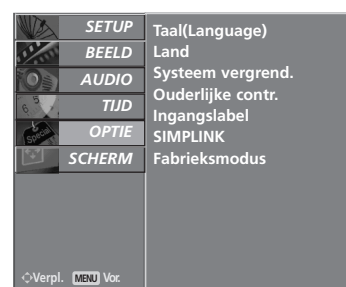 SETUP
BEELD
AUDIO
TIJD
OPTIE
SCHERM
Taal(Language)
Land
Systeem vergrend.
Ouderlijke contr.
Ingangslabel
SIMPLINK
Fabrieksmodus
Special
Verpl. MENU Vor.